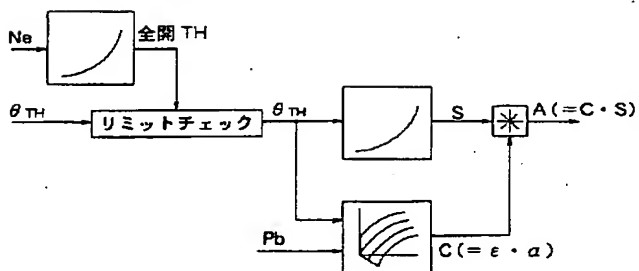 Ne
全開 TH
θTH
リミットチェック
θTH
S
A(=C・S)
Pb
C(=ε・α)